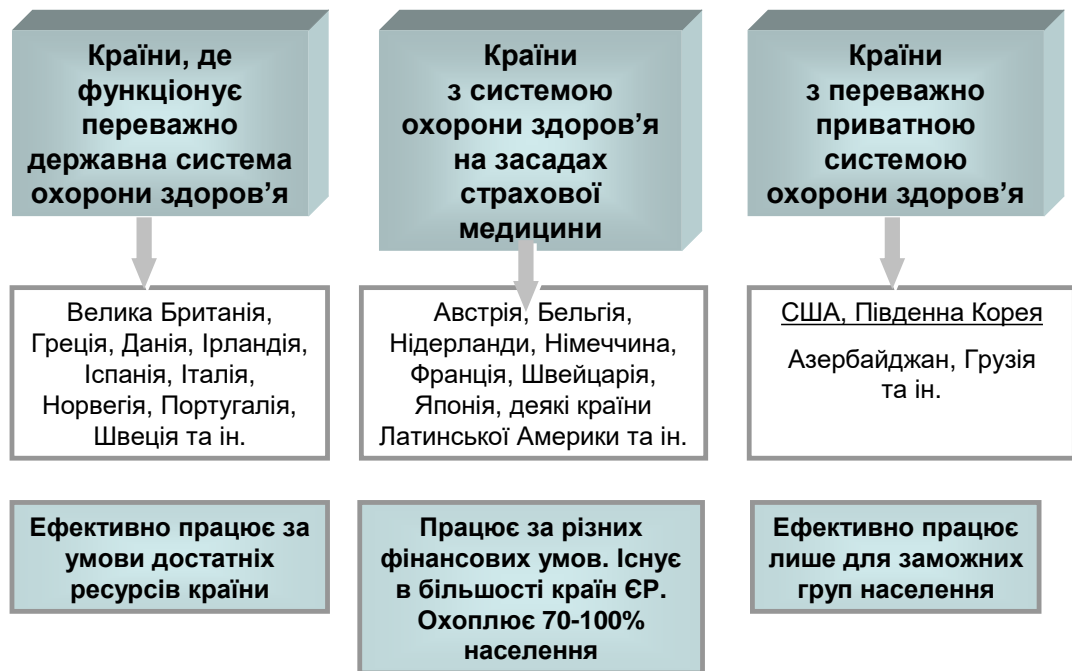 Країни, де
функціонує
переважно
державна система
охорони здоров’я
Країни
з системою
охорони здоров’я
на засадах
страхової
медицини
Країни
з переважно
приватною
системою
охорони здоров’я
Велика Британія,
Греція, Данія, Ірландія,
Іспанія, Італія,
Норвегія, Португалія,
Швеція та ін.
Австрія, Бельгія,
Нідерланди, Німеччина,
Франція, Швейцарія,
Японія, деякі країни
Латинської Америки та ін.
США, Південна Корея
Азербайджан, Грузія
та ін.
Ефективно працює за
умови достатніх
ресурсів країни
Працює за різних
фінансових умов. Існує
в більшості країн ЄР.
Охоплює 70-100%
населення
Ефективно працює
лише для заможних
груп населення